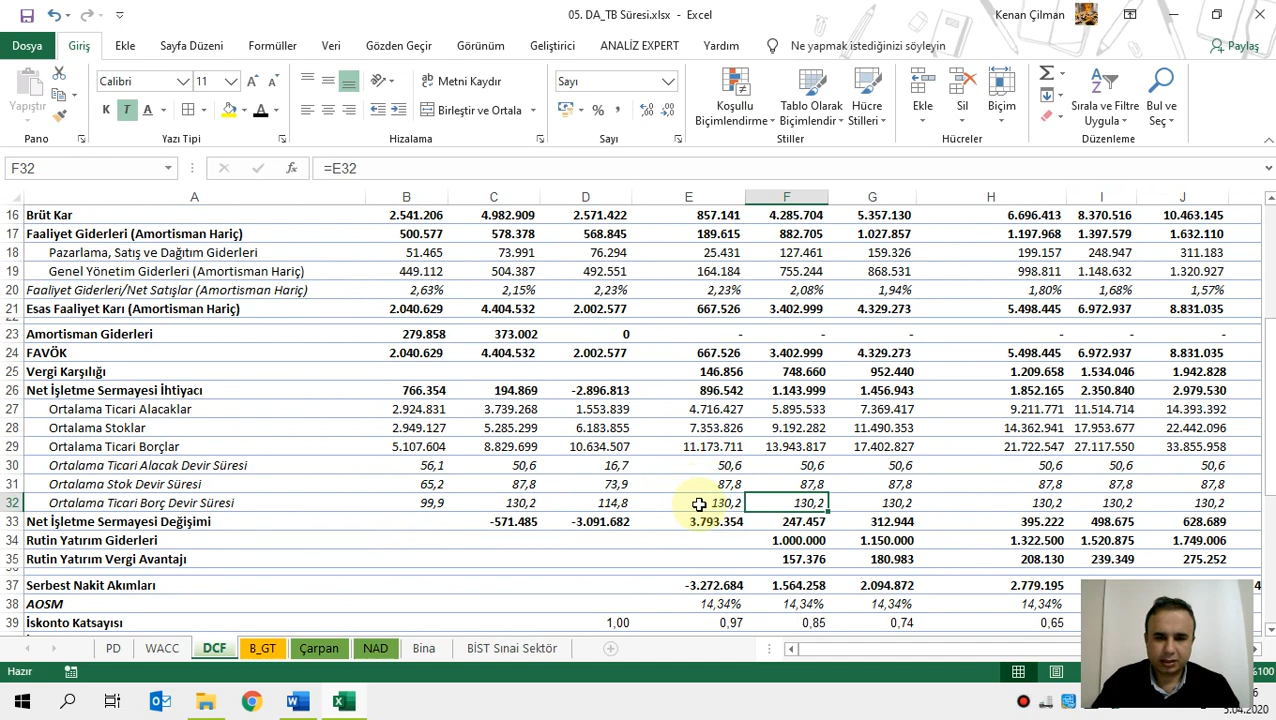 05. DA_TB Süresi.xlsx - Excel
Kenan Çilman
Dosya Giriş Ekle Sayfa Düzeni Formüller Veri Gözden Geçir Görünüm Geliştirici ANALİZ EXPERT Yardım Ne yapmak istediğinizi söyleyin Paylaş
Yapıştır
Calibri 11
K T A
Metni Kaydır
Birleştir ve Ortala
Sayı
Koşullu Biçimlendirme
Tablo Olarak Biçimlendir
Hücre Stilleri
Ekle Sil Biçim
Sırala ve Filtre Uygula
Bul ve Seç
Pano Yazı Tipi Hizalama Sayı Stiller Hücreler Düzenleme
F32 fx =E32
A B C D E F G H I J
16 Brüt Kar 2.541.206 4.982.909 2.571.422 857.141 4.285.704 5.357.130 6.696.413 8.370.516 10.463.145
17 Faaliyet Giderleri (Amortisman Hariç) 500.577 578.378 568.845 189.615 882.705 1.027.857 1.197.968 1.397.579 1.632.110
18 Pazarlama, Satış ve Dağıtım Giderleri 51.465 73.991 76.294 25.431 127.461 159.326 199.157 248.947 311.183
19 Genel Yönetim Giderleri (Amortisman Hariç) 449.112 504.387 492.551 164.184 755.244 868.531 998.811 1.148.632 1.320.927
20 Faaliyet Giderleri/Net Satışlar (Amortisman Hariç) 2,63% 2,15% 2,23% 2,23% 2,08% 1,94% 1,80% 1,68% 1,57%
21 Esas Faaliyet Karı (Amortisman Hariç) 2.040.629 4.404.532 2.002.577 667.526 3.402.999 4.329.273 5.498.445 6.972.937 8.831.035
23 Amortisman Giderleri 279.858 373.002 0 - - - - - -
24 FAVÖK 2.040.629 4.404.532 2.002.577 667.526 3.402.999 4.329.273 5.498.445 6.972.937 8.831.035
25 Vergi Karşılığı 146.856 748.660 952.440 1.209.658 1.534.046 1.942.828
26 Net İşletme Sermayesi İhtiyacı 766.354 194.869 -2.896.813 896.542 1.143.999 1.456.943 1.852.165 2.350.840 2.979.530
27 Ortalama Ticari Alacaklar 2.924.831 3.739.268 1.553.839 4.716.427 5.895.533 7.369.417 9.211.771 11.514.714 14.393.392
28 Ortalama Stoklar 2.949.127 5.285.299 6.183.855 7.353.826 9.192.282 11.490.353 14.362.941 17.953.677 22.442.096
29 Ortalama Ticari Borçlar 5.107.604 8.829.699 10.634.507 11.173.711 13.943.817 17.402.827 21.722.547 27.117.550 33.855.958
30 Ortalama Ticari Alacak Devir Süresi 56,1 50,6 16,7 50,6 50,6 50,6 50,6 50,6 50,6
31 Ortalama Stok Devir Süresi 65,2 87,8 73,9 87,8 87,8 87,8 87,8 87,8 87,8
32 Ortalama Ticari Borç Devir Süresi 99,9 130,2 114,8 130,2 130,2 130,2 130,2 130,2 130,2
33 Net İşletme Sermayesi Değişimi -571.485 -3.091.682 3.793.354 247.457 312.944 395.222 498.675 628.689
34 Rutin Yatırım Giderleri 1.000.000 1.150.000 1.322.500 1.520.875 1.749.006
35 Rutin Yatırım Vergi Avantajı 157.376 180.983 208.130 239.349 275.252
37 Serbest Nakit Akımları -3.272.684 1.564.258 2.094.872 2.779.195
38 AOSM 14,34% 14,34% 14,34% 14,34%
39 İskonto Katsayısı 1,00 0,97 0,85 0,74 0,65
PD WACC DCF B_GT Çarpan NAD Bina BİST Sınai Sektör
Hazır %100